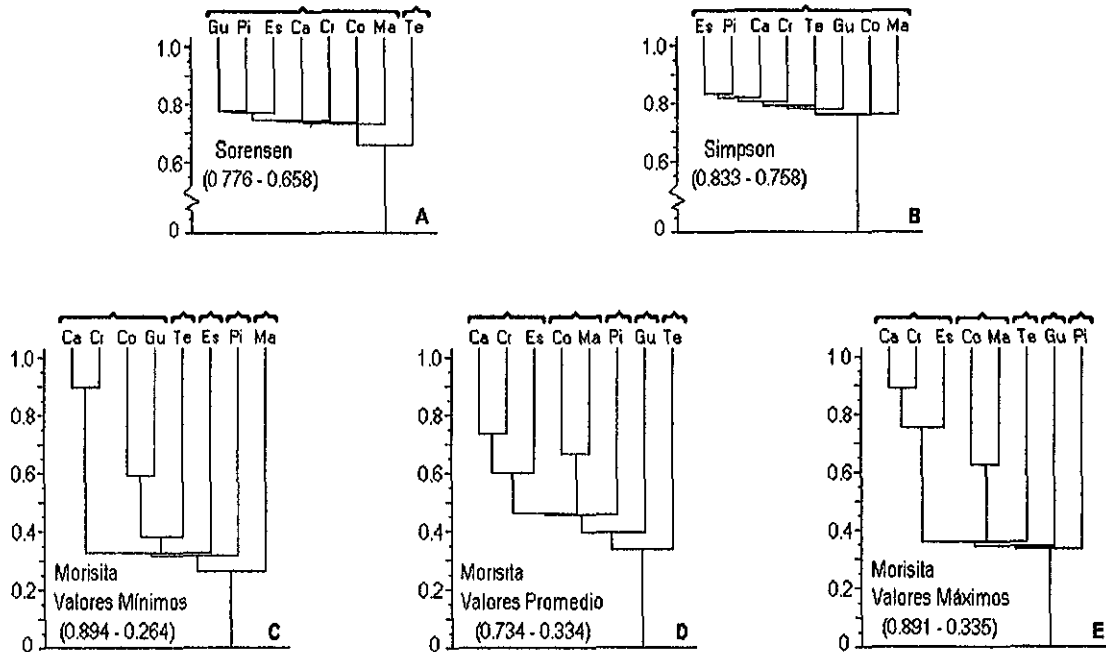 Gu Pi Es Ca Cr Co Ma Te
1.0
0.8
0.6
0
Sorensen
(0.776 - 0.658)
A
Es Pi Ca Cr Te Gu Co Ma
1.0
0.8
0.6
0
Simpson
(0.833 - 0.758)
B
Ca Cr Co Gu Te Es Pi Ma
1.0
0.8
0.6
0.4
0.2
0
Morisita
Valores Mínimos
(0.894 - 0.264)
C
Ca Cr Es Co Ma Pi Gu Te
1.0
0.8
0.6
0.4
0.2
0
Morisita
Valores Promedio
(0.734 - 0.334)
D
Ca Cr Es Co Ma Te Gu Pi
1.0
0.8
0.6
0.4
0.2
0
Morisita
Valores Máximos
(0.891 - 0.335)
E